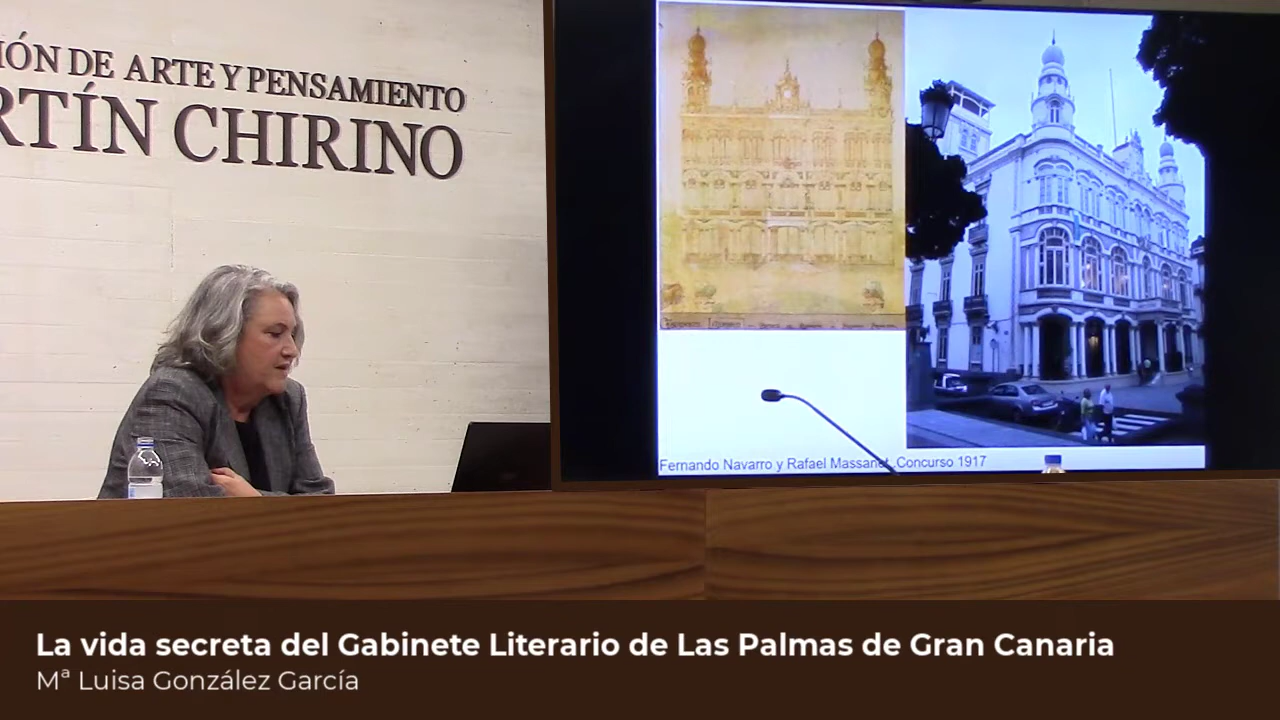 IÓN DE ARTE Y PENSAMIENTO
RTÍN CHIRINO
Fernando Navarro y Rafael Massanet. Concurso 1917
La vida secreta del Gabinete Literario de Las Palmas de Gran Canaria
Mª Luisa González García